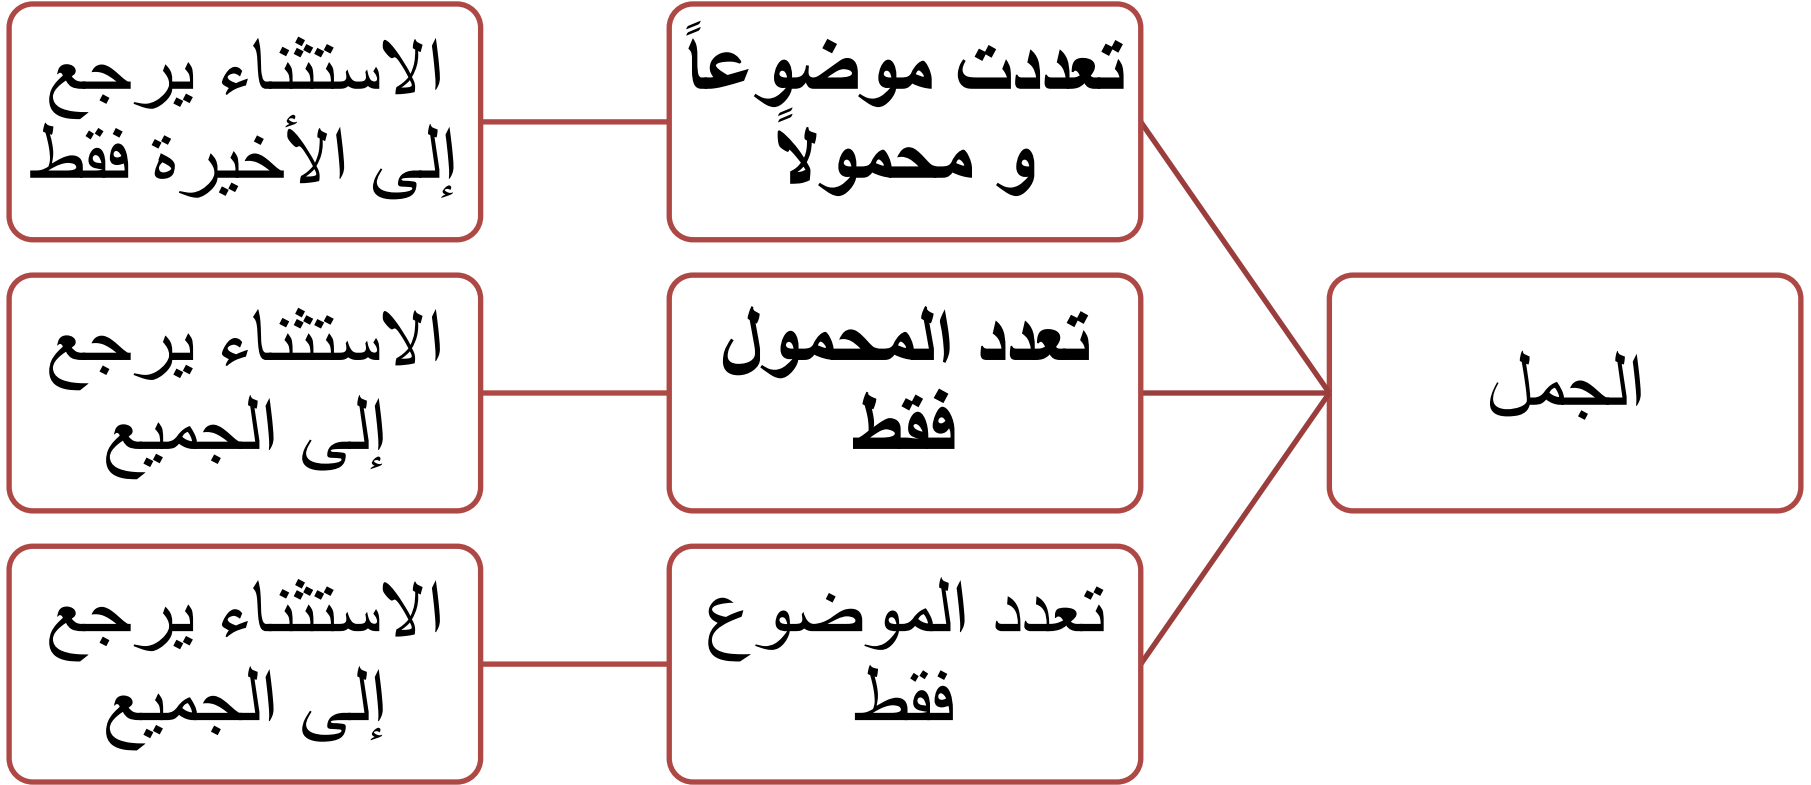 الجمل
تعددت موضوعاً
و محمولاً
الاستثناء يرجع
إلى الأخيرة فقط
تعدد المحمول
فقط
الاستثناء يرجع
إلى الجميع
تعدد الموضوع
فقط
الاستثناء يرجع
إلى الجميع